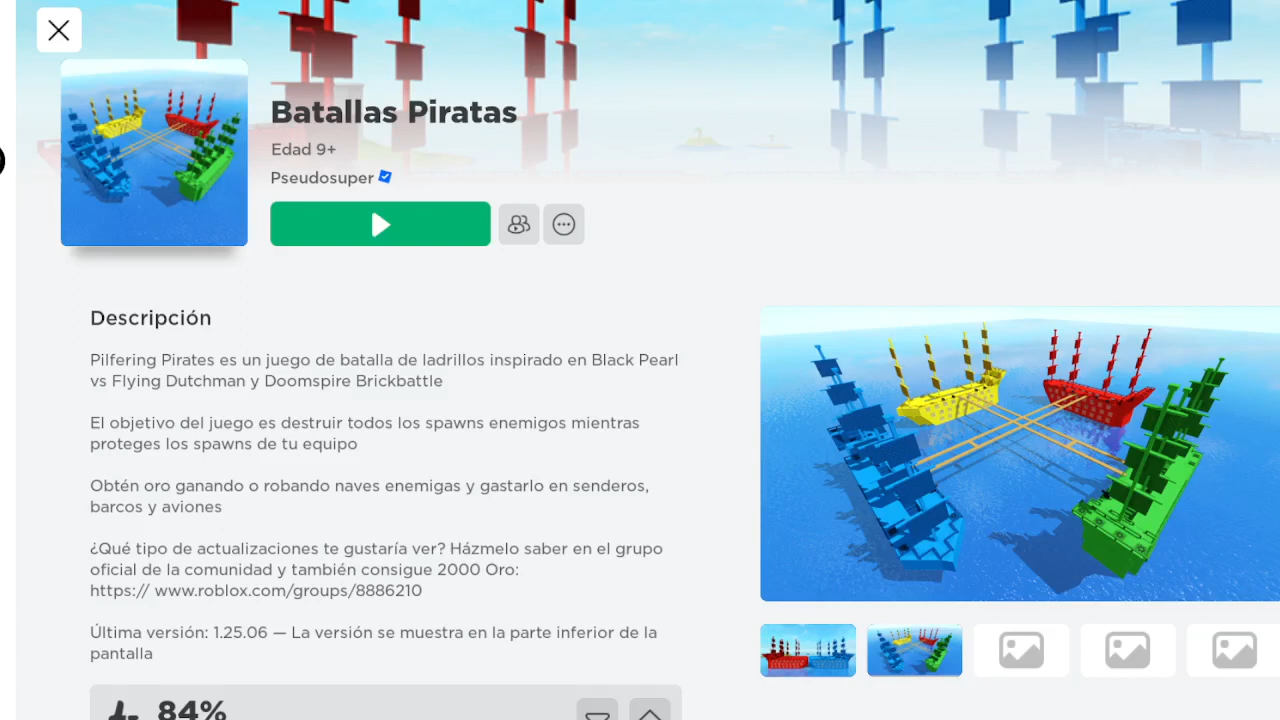 Batallas Piratas
Edad 9+
Pseudosuper
Descripción
Pilfering Pirates es un juego de batalla de ladrillos inspirado en Black Pearl
vs Flying Dutchman y Doomspire Brickbattle
El objetivo del juego es destruir todos los spawns enemigos mientras
proteges los spawns de tu equipo
Obtén oro ganando o robando naves enemigas y gastarlo en senderos,
barcos y aviones
¿Qué tipo de actualizaciones te gustaría ver? Házmelo saber en el grupo
oficial de la comunidad y también consigue 2000 Oro:
https:// www.roblox.com/groups/8886210
Última versión: 1.25.06 — La versión se muestra en la parte inferior de la
pantalla
84%